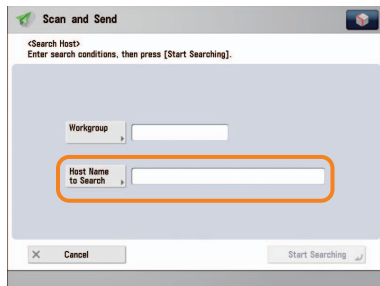 Scan and Send
<Search Host>
Enter search conditions, then press [Start Searching].
Workgroup
Host Name
to Search
Cancel
Start Searching